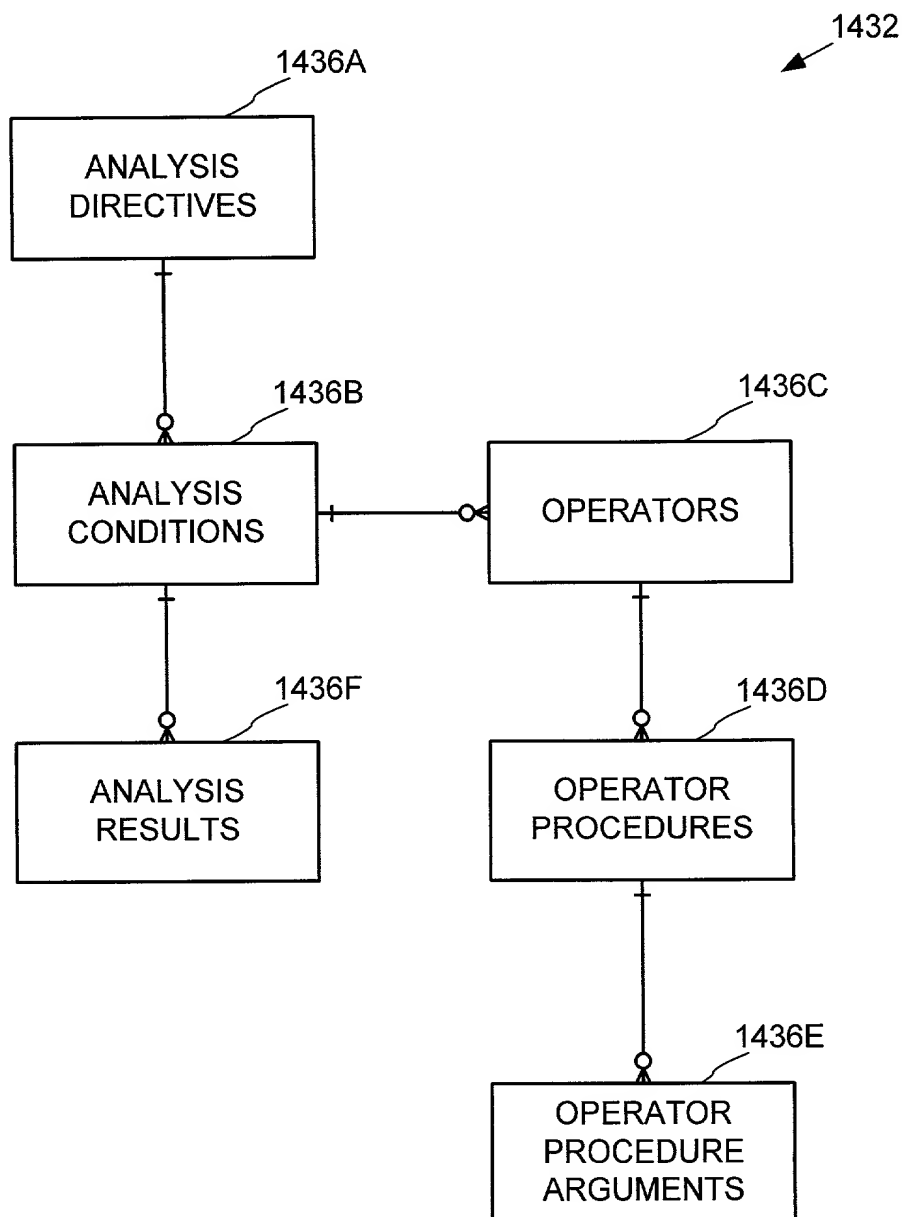 1432
1436A
ANALYSIS
DIRECTIVES
1436B
1436C
ANALYSIS
CONDITIONS
OPERATORS
1436F
1436D
ANALYSIS
RESULTS
OPERATOR
PROCEDURES
1436E
OPERATOR
PROCEDURE
ARGUMENTS